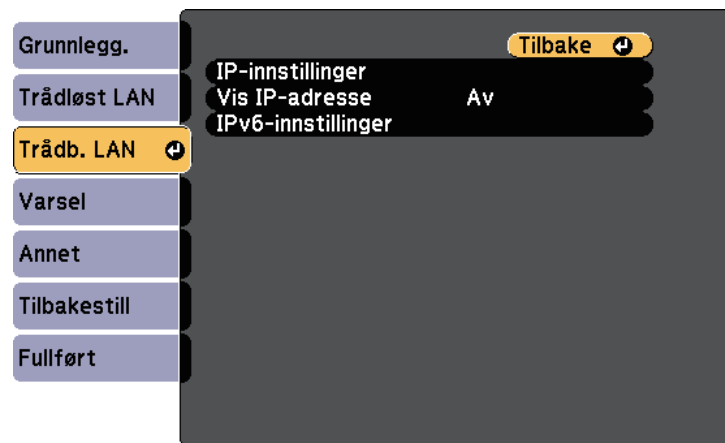 Grunnlegg.
Trådløst LAN
Trådb. LAN
Varsel
Annet
Tilbakestill
Fullført
Tilbake
IP-innstillinger
Vis IP-adresse Av
IPv6-innstillinger